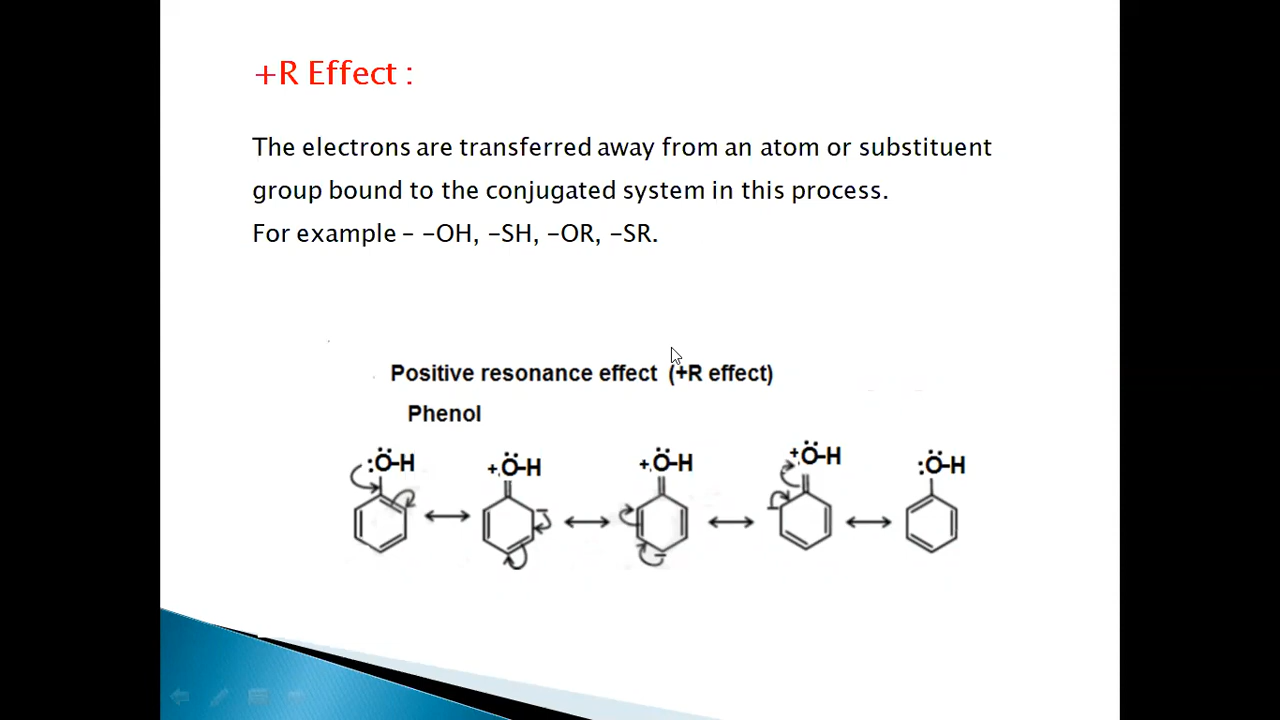 +R Effect :
The electrons are transferred away from an atom or substituent
group bound to the conjugated system in this process.
For example – –OH, –SH, –OR, –SR.
Positive resonance effect (+R effect)
Phenol
:Ö-H +.Ö-H +.Ö-H +.Ö-H :Ö-H
– – –